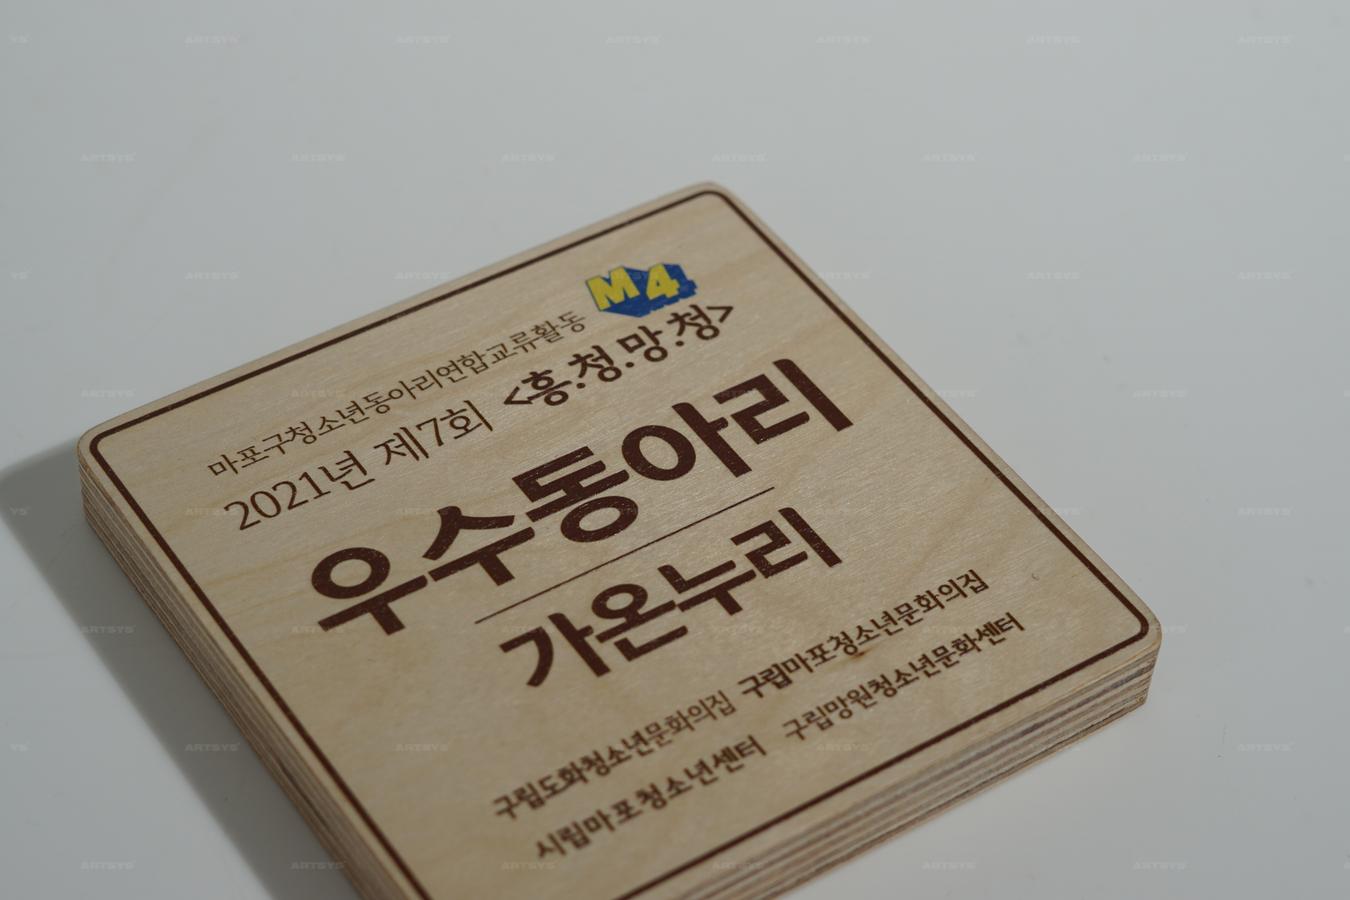 M4
마포구청소년동아리연합교류활동
2021년 제7회 <흥.청.망.청>
우수동아리
가온누리
구립도화청소년문화의집 구립마포청소년문화의집
시립마포청소년센터 구립망원청소년문화센터
ARTSYS